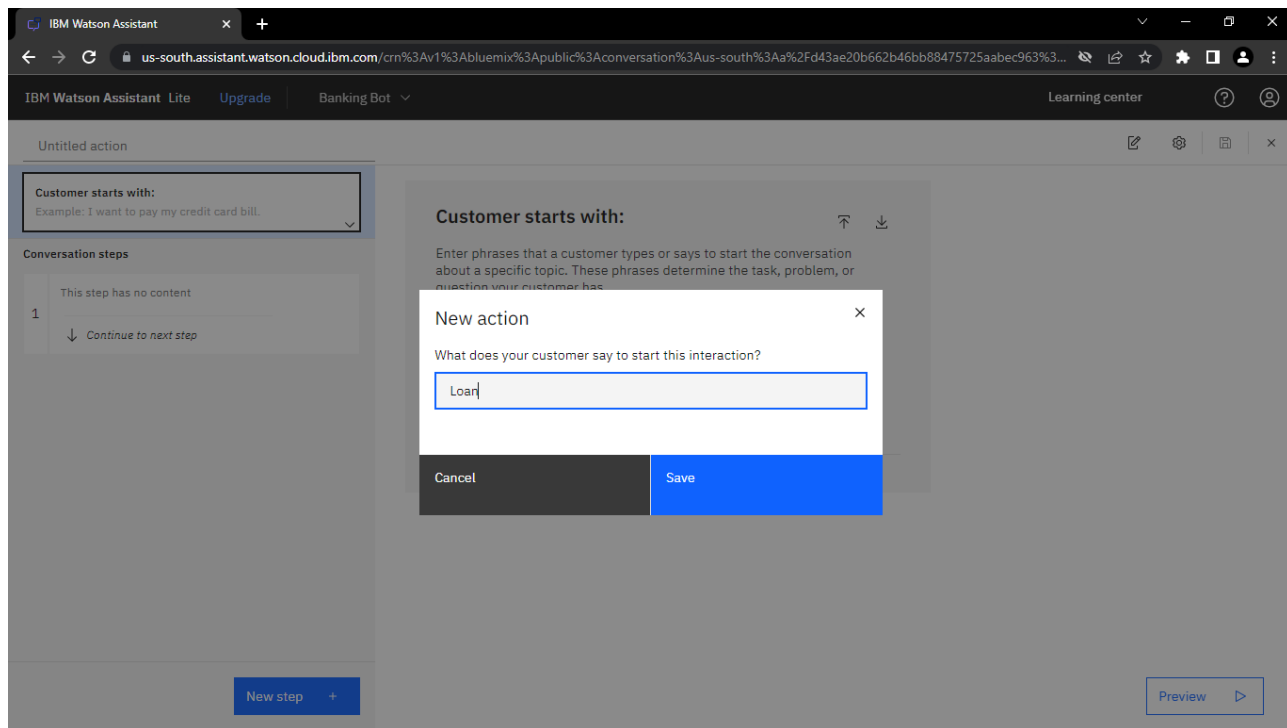 IBM Watson Assistant
us-south.assistant.watson.cloud.ibm.com/crn%3Av1%3Abluemix%3Apublic%3Aconversation%3Aus-south%3Aa%2Fd43ae20b662b46bb88475725aabec963%3...
IBM Watson Assistant Lite Upgrade Banking Bot Learning center
Untitled action
Customer starts with:
Example: I want to pay my credit card bill.
Conversation steps
1
This step has no content
Continue to next step
New step +
Customer starts with:
Enter phrases that a customer types or says to start the conversation
about a specific topic. These phrases determine the task, problem, or
question your customer has
New action
What does your customer say to start this interaction?
Loan
Cancel Save
Preview